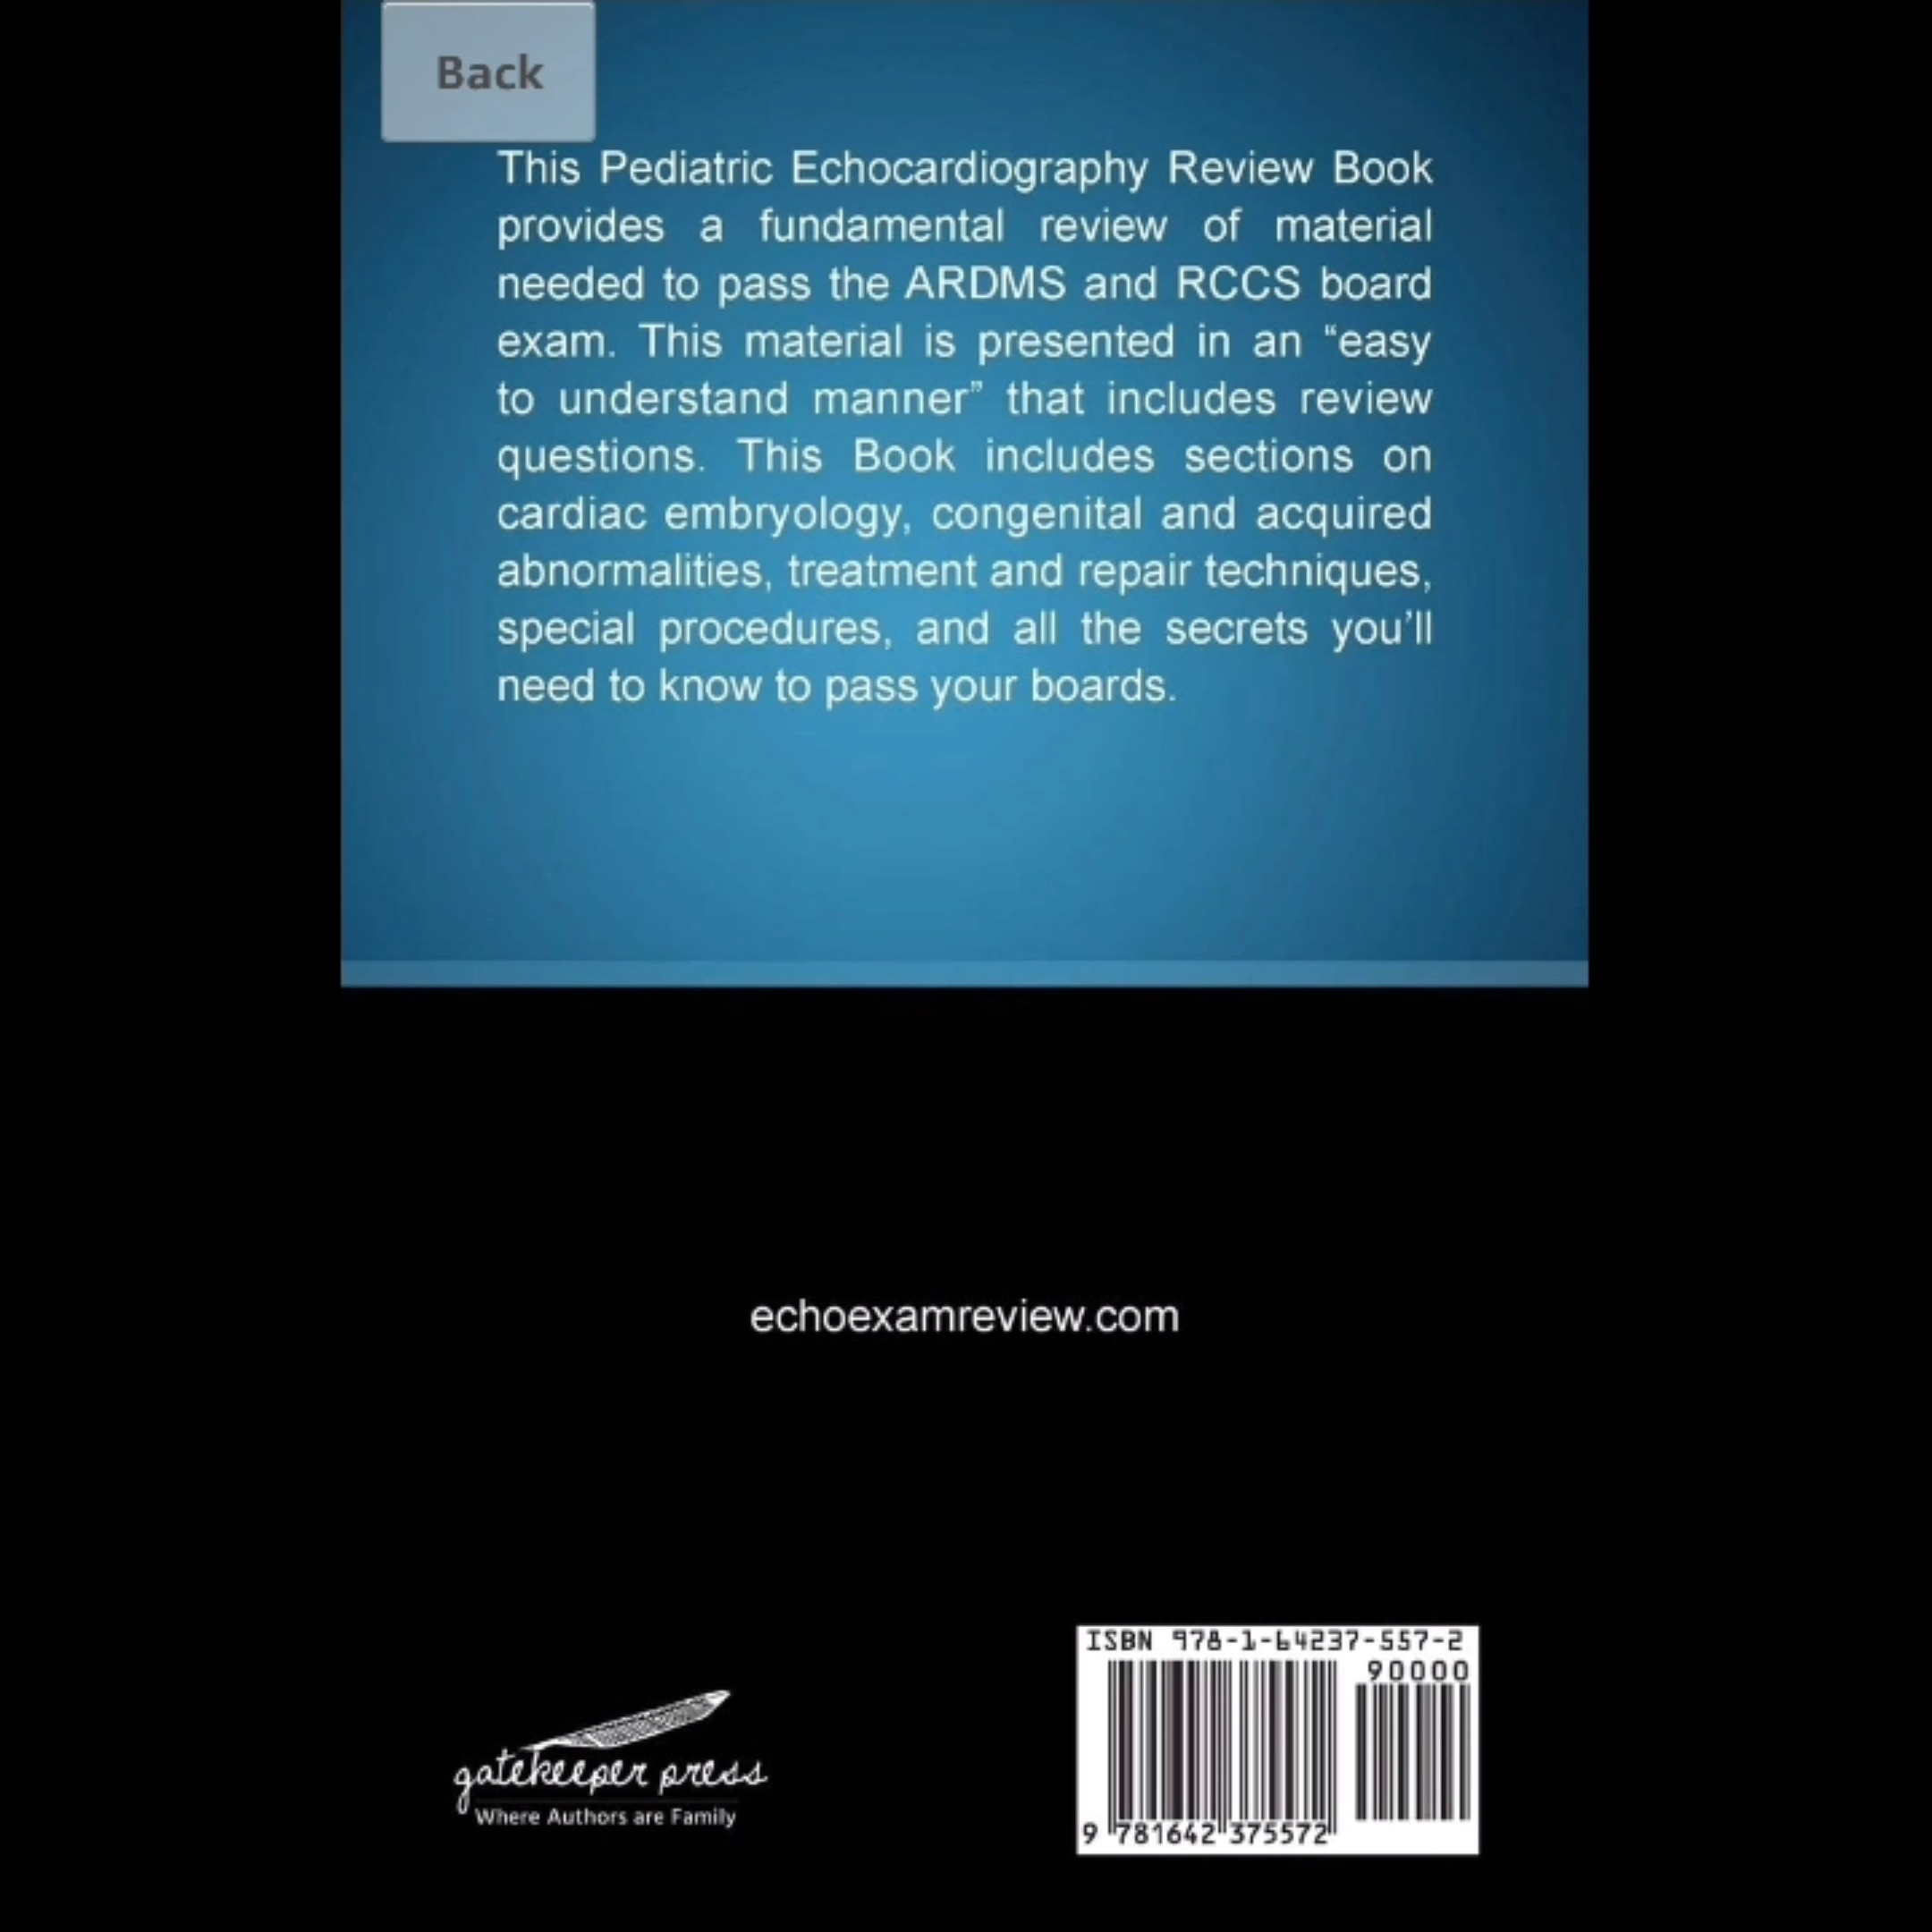 Back
This Pediatric Echocardiography Review Book
provides a fundamental review of material
needed to pass the ARDMS and RCCS board
exam. This material is presented in an “easy
to understand manner” that includes review
questions. This Book includes sections on
cardiac embryology, congenital and acquired
abnormalities, treatment and repair techniques,
special procedures, and all the secrets you’ll
need to know to pass your boards.
echoexamreview.com
gatekeeper press
Where Authors are Family
ISBN 978-1-64237-557-2
90000
9 781642 375572